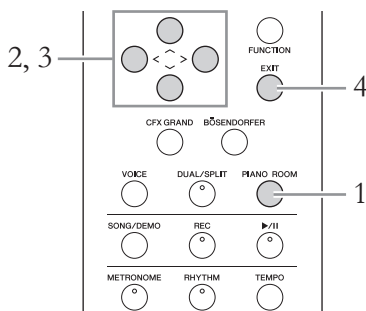 FUNCTION
2, 3
< >
EXIT
4
CFX GRAND BÖSENDORFER
VOICE DUAL/SPLIT PIANO ROOM
1
SONG/DEMO REC ►/II
METRONOME RHYTHM TEMPO